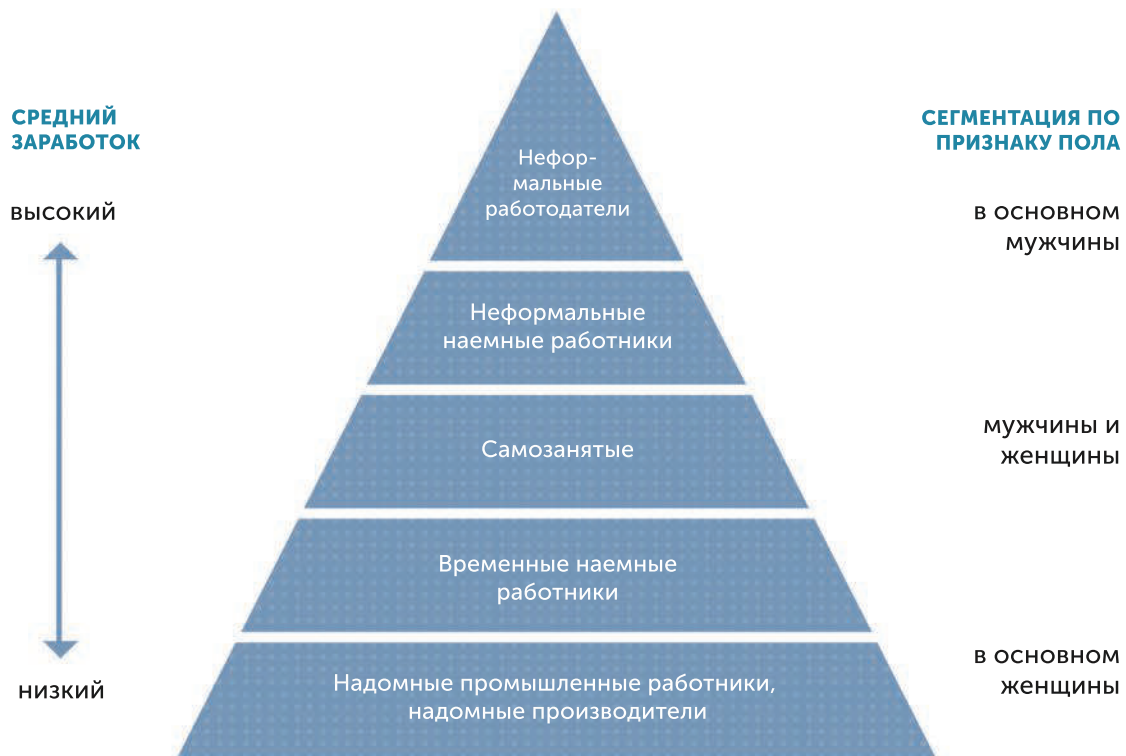 СРЕДНИЙ
ЗАРАБОТОК
высокий
низкий
Нефор-
мальные
работодатели
Неформальные
наемные работники
Самозанятые
Временные наемные
работники
Надомные промышленные работники,
надомные производители
СЕГМЕНТАЦИЯ ПО
ПРИЗНАКУ ПОЛА
в основном
мужчины
мужчины и
женщины
в основном
женщины